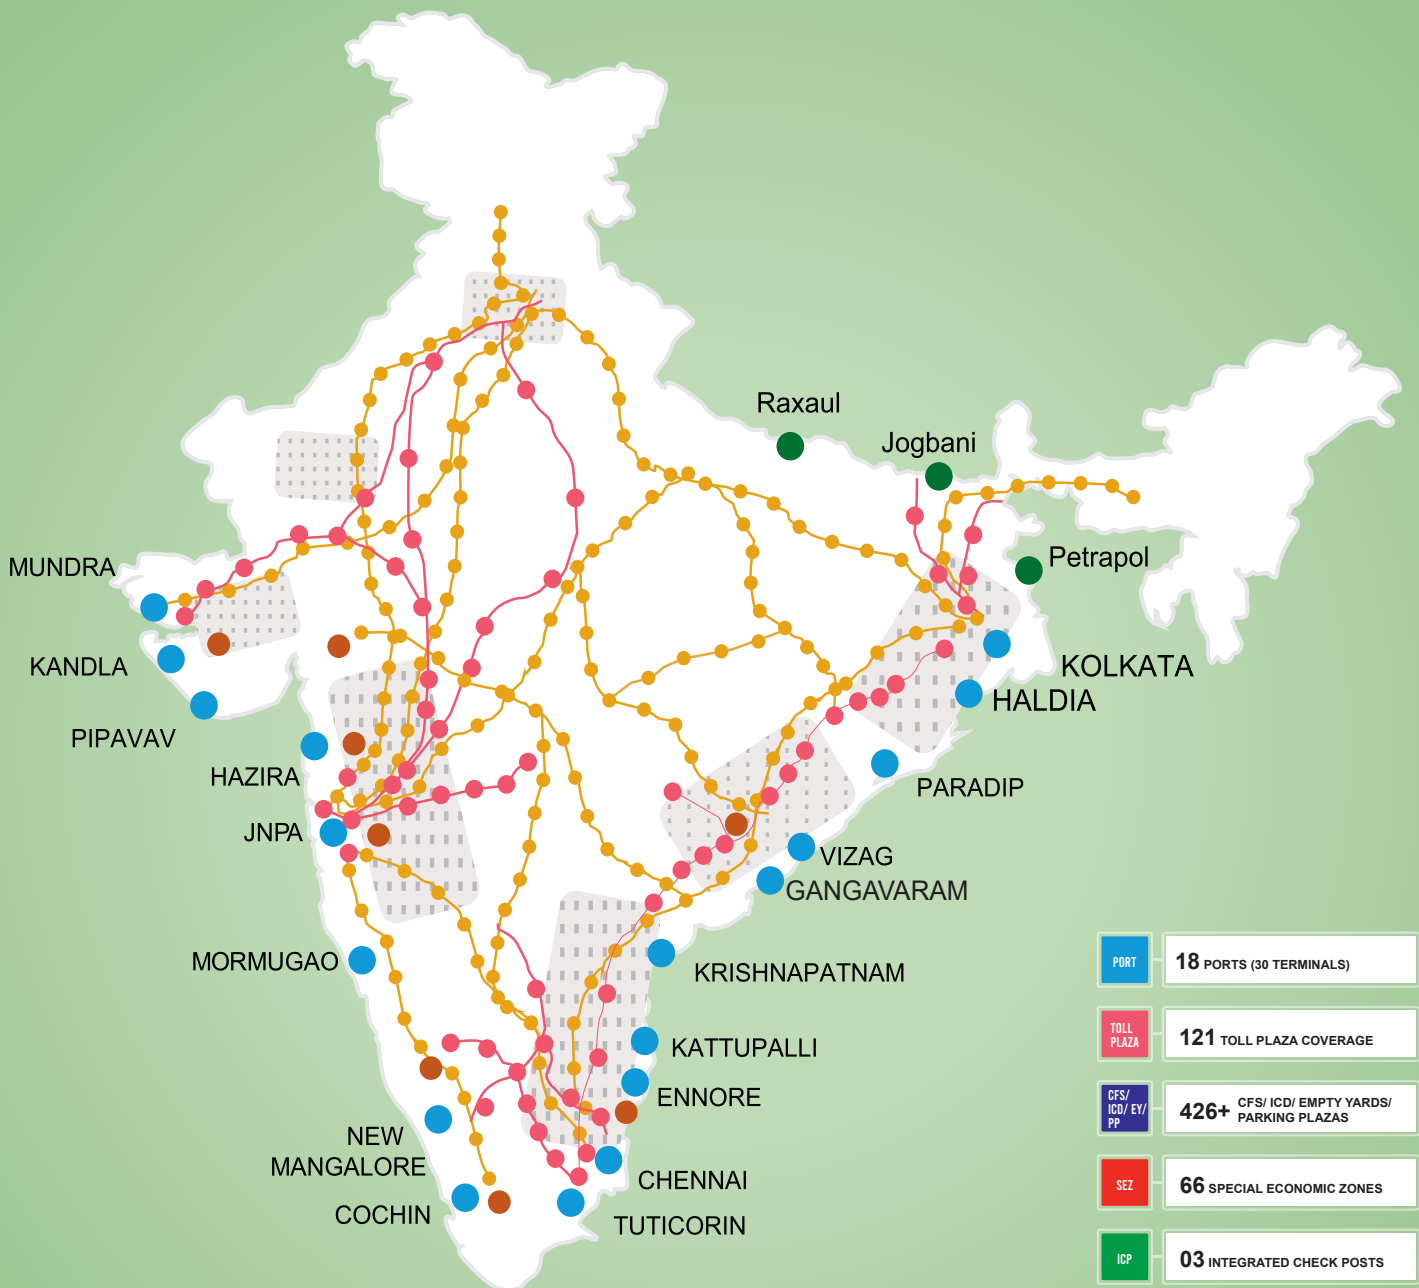 Raxaul
Jogbani
Petrapol
MUNDRA
KANDLA
KOLKATA
HALDIA
PIPAVAV
HAZIRA
PARADIP
JNPA
VIZAG
GANGAVARAM
MORMUGAO
KRISHNAPATNAM
KATTUPALLI
ENNORE
NEW
MANGALORE
CHENNAI
COCHIN
TUTICORIN
PORT
18 PORTS (30 TERMINALS)
TOLL
PLAZA
121 TOLL PLAZA COVERAGE
CFS/
ICD/ EY/
PP
426+ CFS/ ICD/ EMPTY YARDS/
PARKING PLAZAS
SEZ
66 SPECIAL ECONOMIC ZONES
ICP
03 INTEGRATED CHECK POSTS